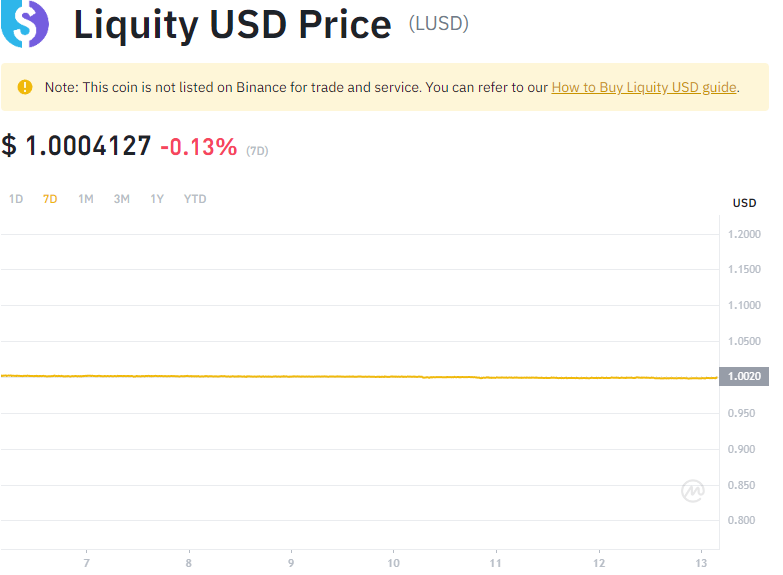 Liquity USD Price (LUSD)
Note: This coin is not listed on Binance for trade and service. You can refer to our How to Buy Liquity USD guide.
$ 1.0004127 -0.13% (7D)
1D 7D 1M 3M 1Y YTD
USD
1.2000
1.1500
1.1000
1.0500
1.0020
0.950
0.900
0.850
0.800
7 8 9 10 11 12 13